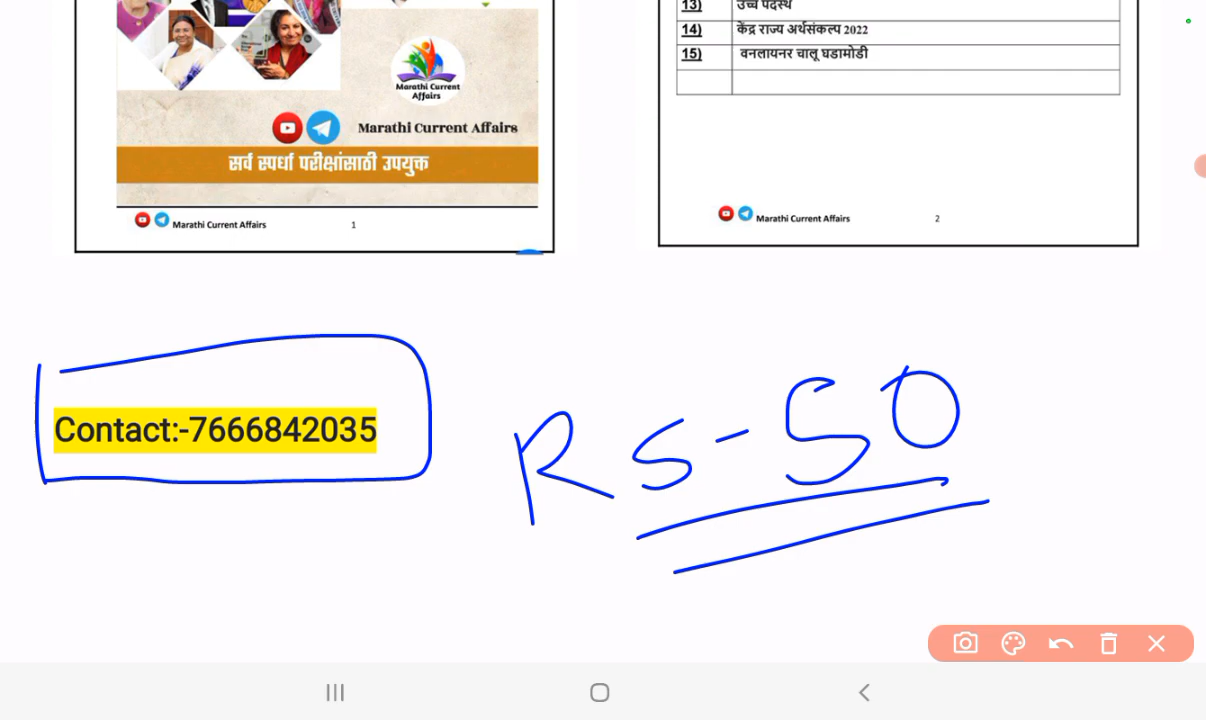 Marathi Current
Affairs
Marathi Current Affairs
सर्व स्पर्धा परीक्षांसाठी उपयुक्त
Marathi Current Affairs 1
13) उच्च पदस्थ
14) केंद्र राज्य अर्थसंकल्प 2022
15) वनलायनर चालू घडामोडी
Marathi Current Affairs 2
Contact:-7666842035
Rs-50